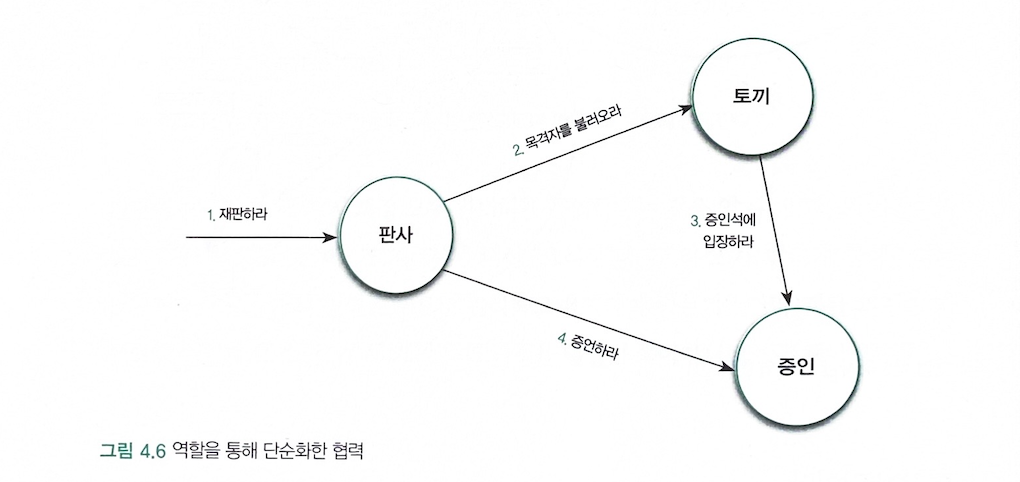 토끼
2. 목격자를 불러오라
1. 재판하라
판사
3. 증인석에
입장하라
4. 증언하라
증인
그림 4.6 역할을 통해 단순화한 협력